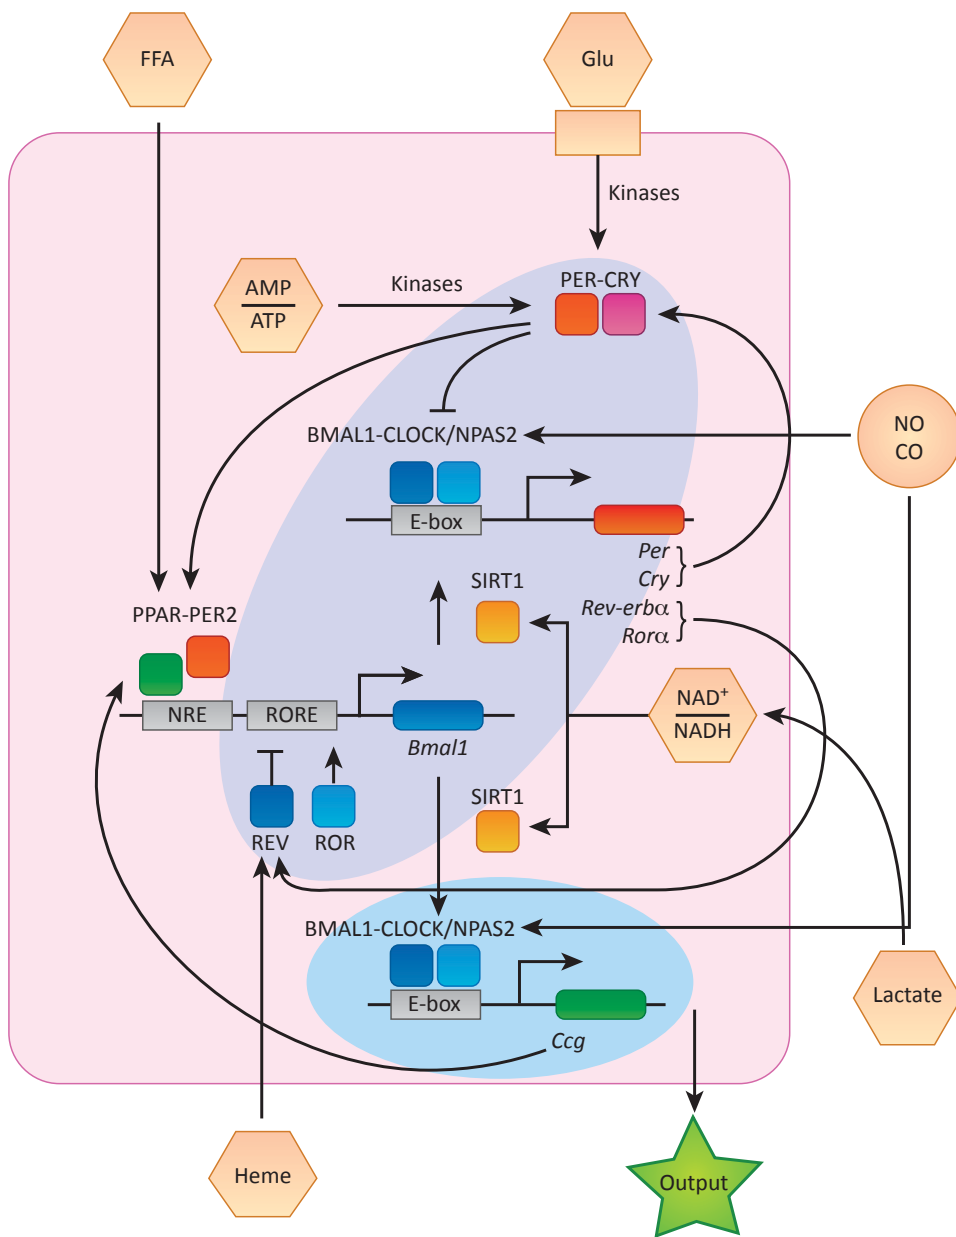 FFA
Glu
Kinases
PER-CRY
AMP
ATP
Kinases
NO
CO
BMAL1-CLOCK/NPAS2
E-box
Per
Cry
SIRT1
Rev-erbα
Rorα
PPAR-PER2
NRE
RORE
Bmal1
NAD⁺
NADH
SIRT1
REV
ROR
BMAL1-CLOCK/NPAS2
E-box
Ccg
Lactate
Heme
Output